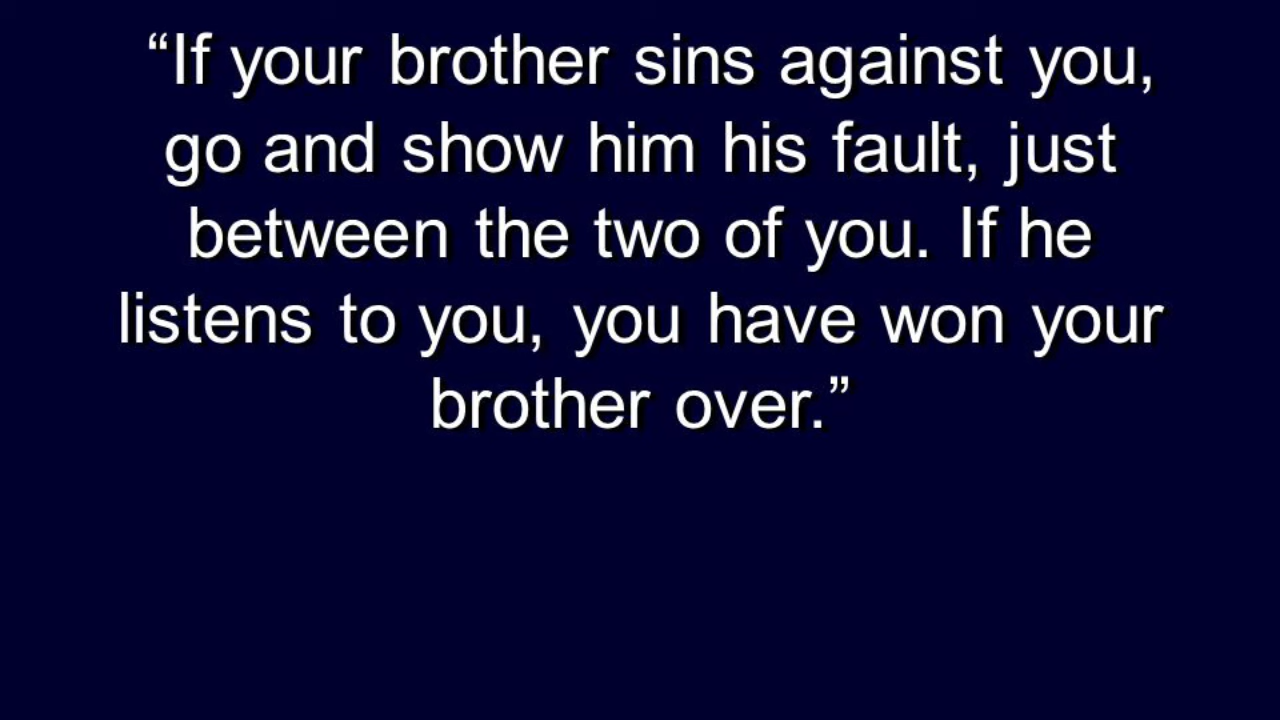 “If your brother sins against you,
go and show him his fault, just
between the two of you. If he
listens to you, you have won your
brother over.”